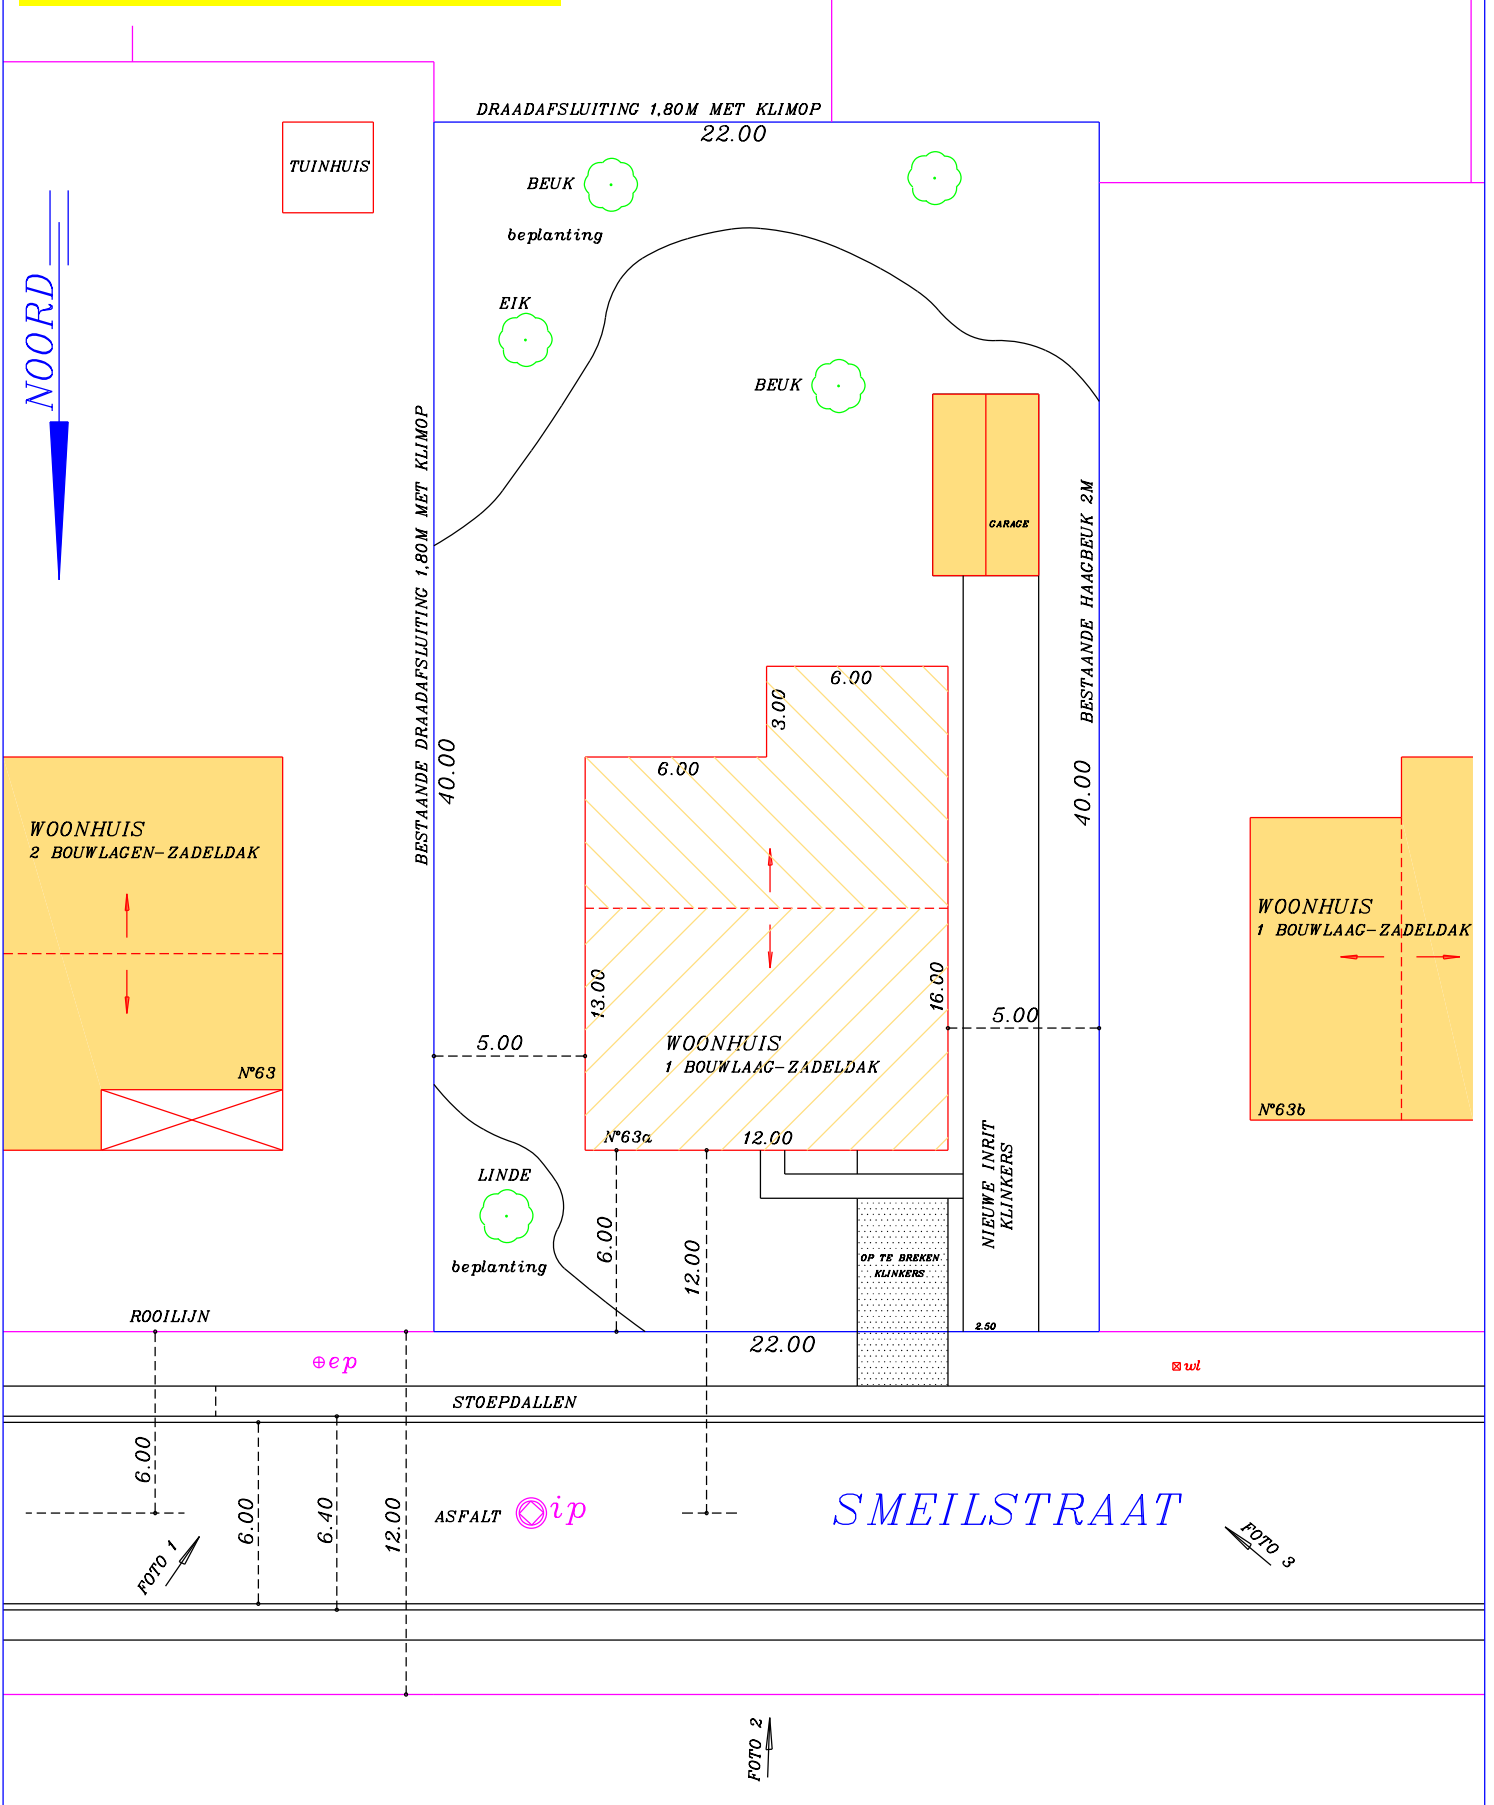 DRAADAFSLUITING 1,80M MET KLIMOP
22.00
TUINHUIS
BEUK
beplanting
NOORD
EIK
BEUK
BESTAANDE DRAADAFSLUITING 1,80M MET KLIMOP
40.00
GARAGE
BESTAANDE HAAGBEUK 2M
40.00
6.00
3.00
6.00
WOONHUIS
2 BOUWLAGEN-ZADELDAK
N°63
WOONHUIS
1 BOUWLAAG-ZADELDAK
N°63b
13.00
16.00
5.00
5.00
WOONHUIS
1 BOUWLAAG-ZADELDAK
N°63a
12.00
NIEUWE INRIT
KLINKERS
LINDE
beplanting
6.00
12.00
OP TE BREKEN
KLINKERS
2.50
ROOILIJN
22.00
ep
wl
STOEPDALLEN
6.00
6.00
6.40
12.00
ASFALT
ip
SMEILSTRAAT
FOTO 1
FOTO 3
FOTO 2